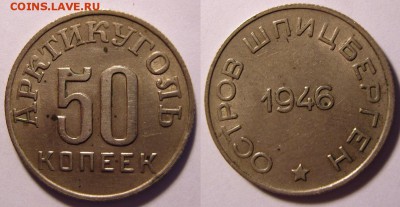 COINS.LAVE.RU
АРКТИКУГОЛЬ
50
КОПЕЕК
ОСТРОВ ШПИЦБЕРГЕН
1946